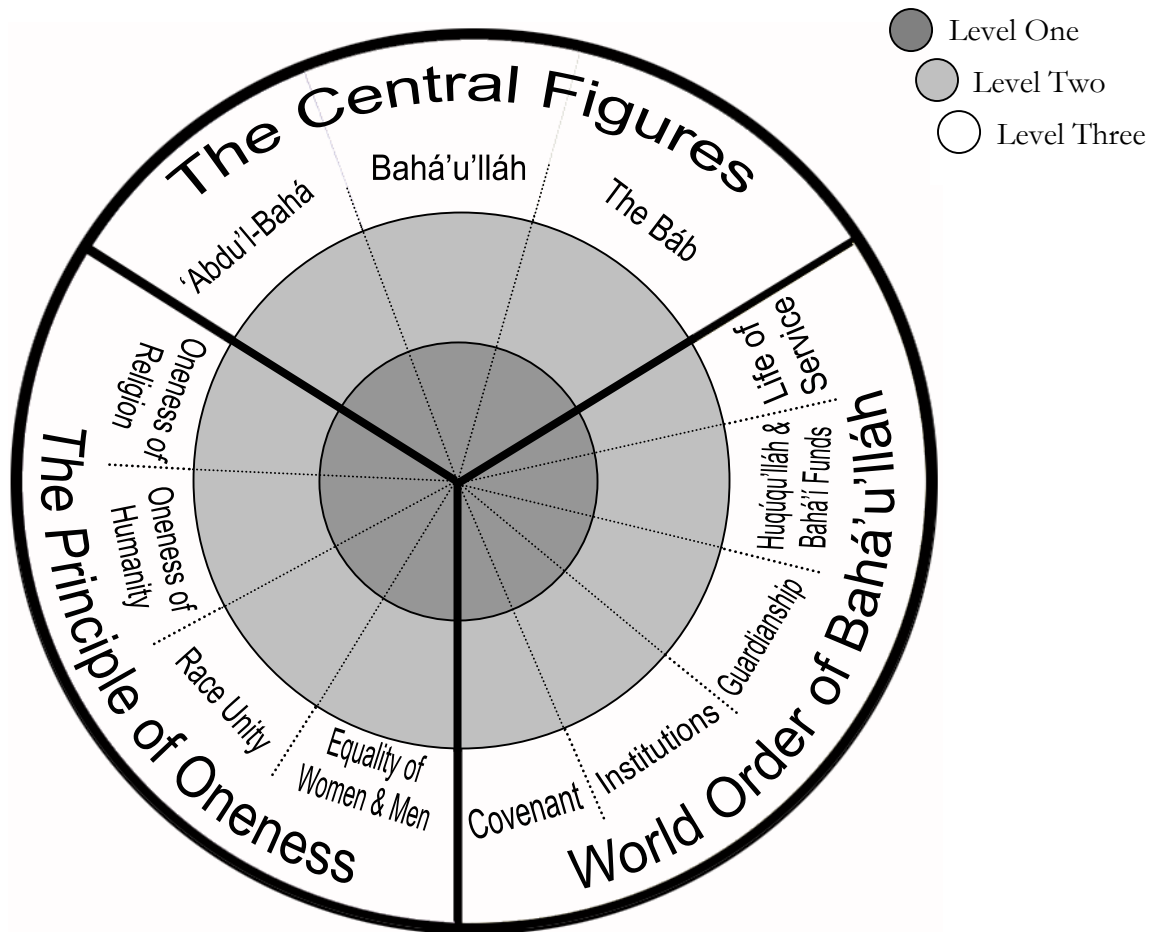 Level One
Level Two
Level Three
The Central Figures
‘Abdu’l-Bahá
Bahá’u’lláh
The Báb
World Order of Bahá’u’lláh
Life of
Service
Huqúqu’lláh &
Bahá’í Funds
Guardianship
Institutions
Covenant
The Principle of Oneness
Equality of
Women & Men
Race Unity
Oneness of
Humanity
Oneness of
Religion